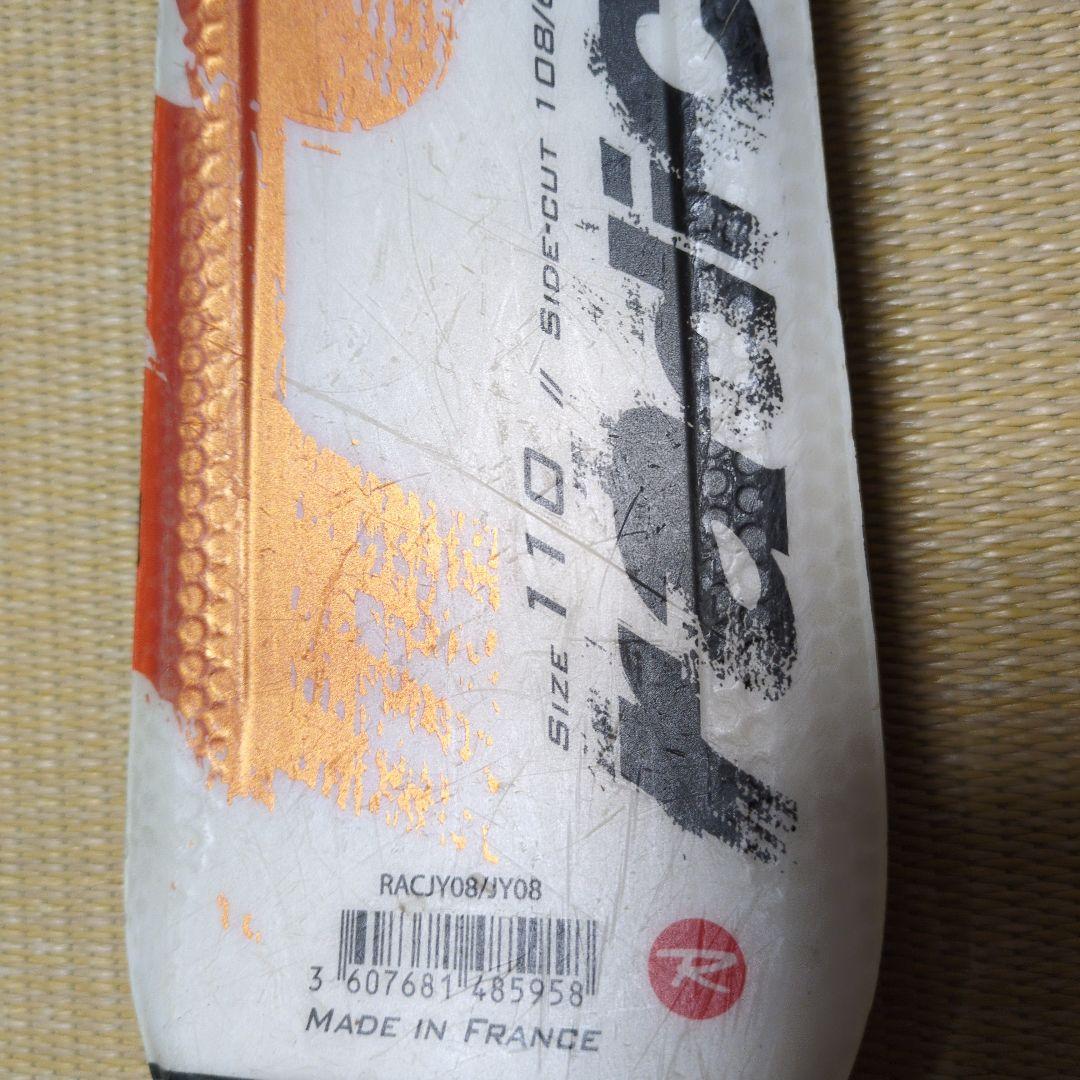 SIZE 110 // SIDE-CUT 108/
RACJY08/JY08
3 607681 485958
MADE IN FRANCE
R